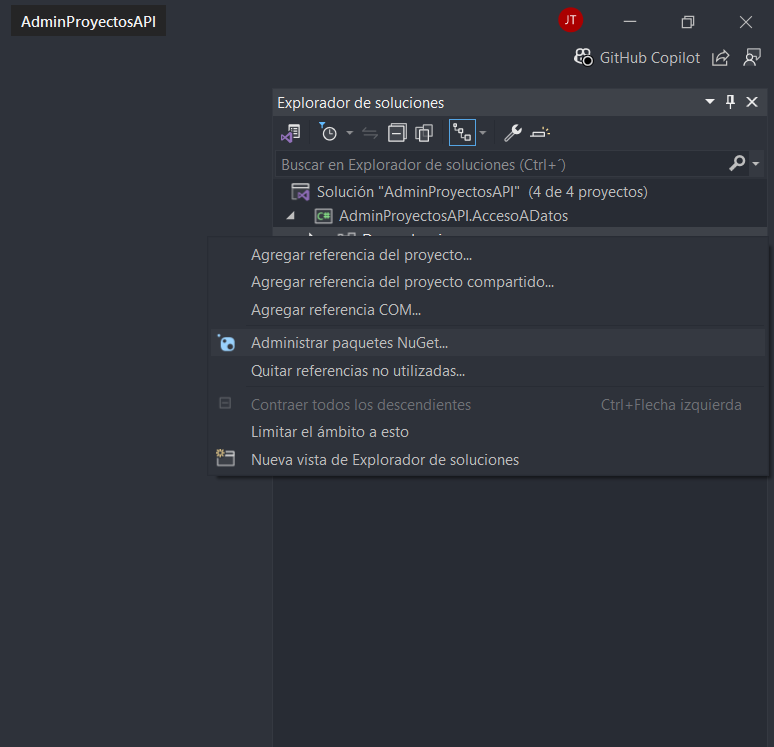 AdminProyectosAPI
JT
GitHub Copilot
Explorador de soluciones
Buscar en Explorador de soluciones (Ctrl+´)
Solución "AdminProyectosAPI" (4 de 4 proyectos)
C# AdminProyectosAPI.AccesoADatos
Agregar referencia del proyecto...
Agregar referencia del proyecto compartido...
Agregar referencia COM...
Administrar paquetes NuGet...
Quitar referencias no utilizadas...
Contraer todos los descendientes Ctrl+Flecha izquierda
Limitar el ámbito a esto
Nueva vista de Explorador de soluciones